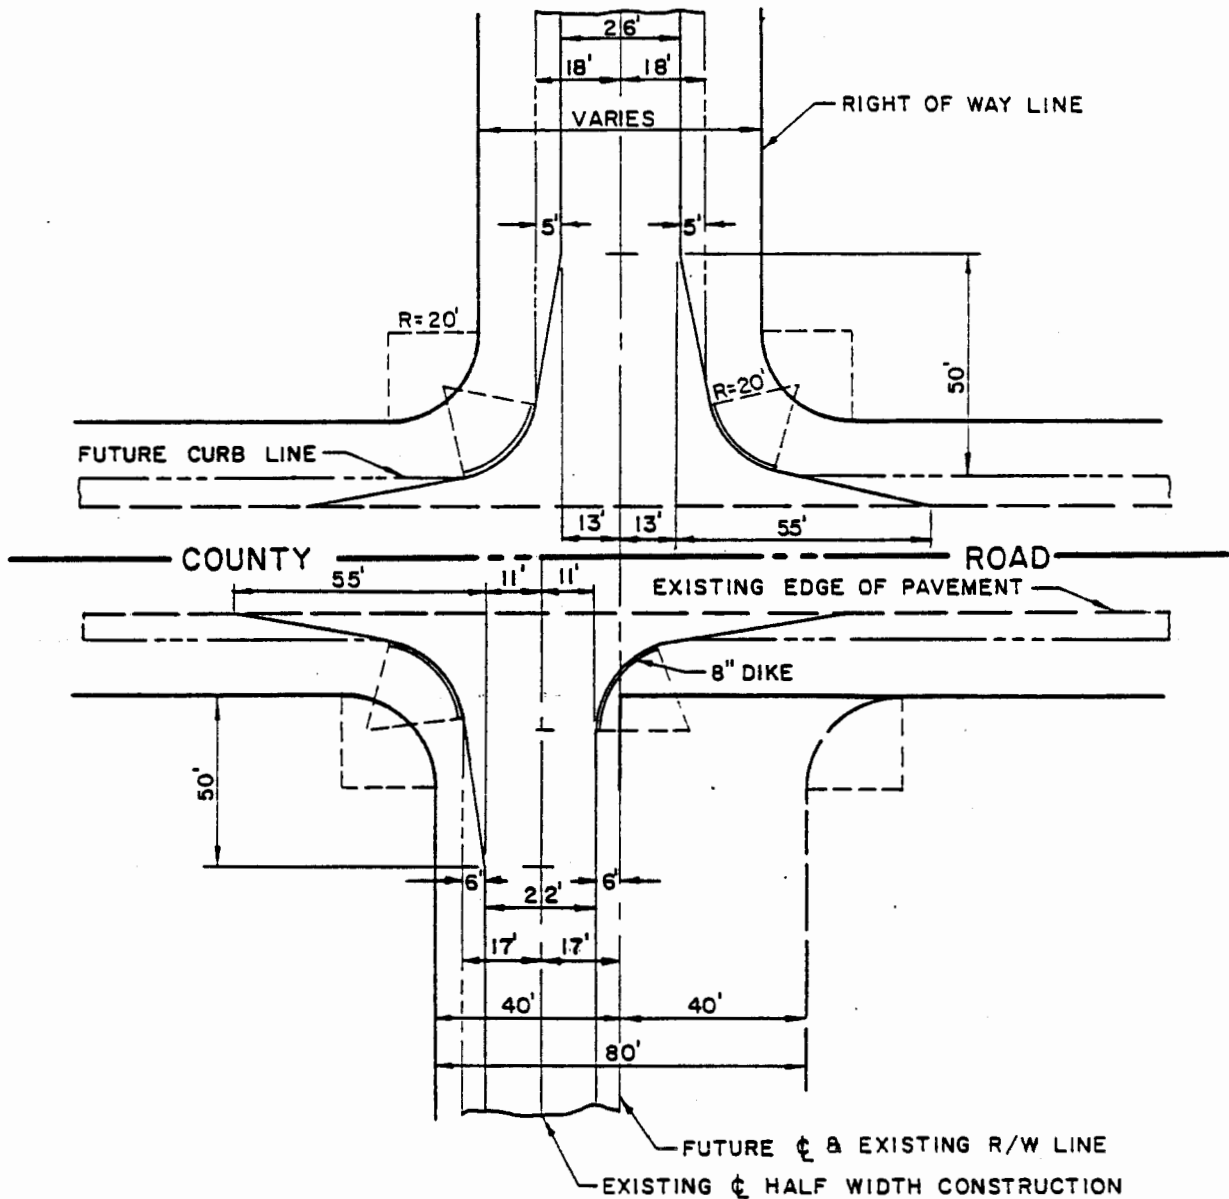 26'
18' 18'
RIGHT OF WAY LINE
VARIES
5' 5'
R=20'
50'
R=20'
FUTURE CURB LINE
13' 13' 55'
COUNTY ROAD
55' 11' 11'
EXISTING EDGE OF PAVEMENT
8" DIKE
50'
6' 6'
22'
17' 17'
40' 40'
80'
FUTURE ℄ & EXISTING R/W LINE
EXISTING ℄ HALF WIDTH CONSTRUCTION